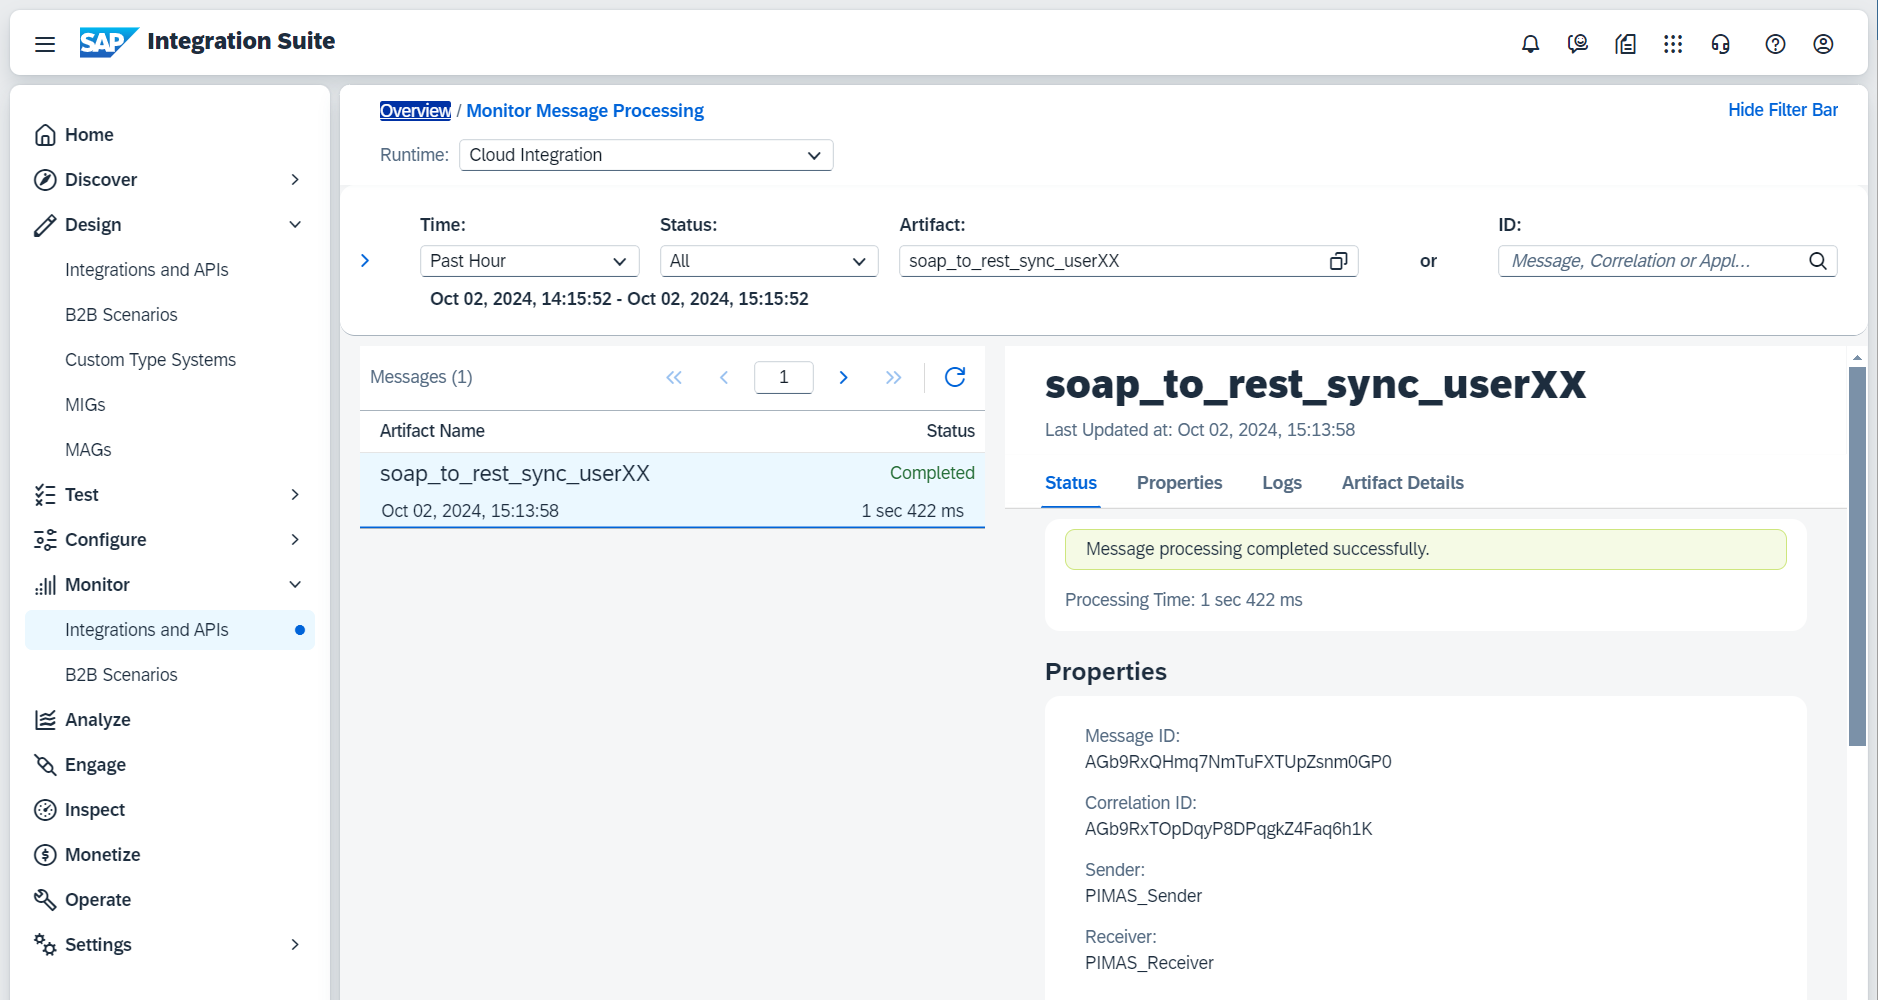 SAP Integration Suite
Home
Discover
Design
Integrations and APIs
B2B Scenarios
Custom Type Systems
MIGs
MAGs
Test
Configure
Monitor
Integrations and APIs
B2B Scenarios
Analyze
Engage
Inspect
Monetize
Operate
Settings
Overview / Monitor Message Processing
Hide Filter Bar
Runtime: Cloud Integration
Time: Status: Artifact: ID:
Past Hour All soap_to_rest_sync_userXX or Message, Correlation or Appl...
Oct 02, 2024, 14:15:52 - Oct 02, 2024, 15:15:52
Messages (1) 1
Artifact Name Status
soap_to_rest_sync_userXX Completed
Oct 02, 2024, 15:13:58 1 sec 422 ms
soap_to_rest_sync_userXX
Last Updated at: Oct 02, 2024, 15:13:58
Status Properties Logs Artifact Details
Message processing completed successfully.
Processing Time: 1 sec 422 ms
Properties
Message ID:
AGb9RxQHmq7NmTuFXTUpZsnm0GP0
Correlation ID:
AGb9RxTOpDqyP8DPqgkZ4Faq6h1K
Sender:
PIMAS_Sender
Receiver:
PIMAS_Receiver